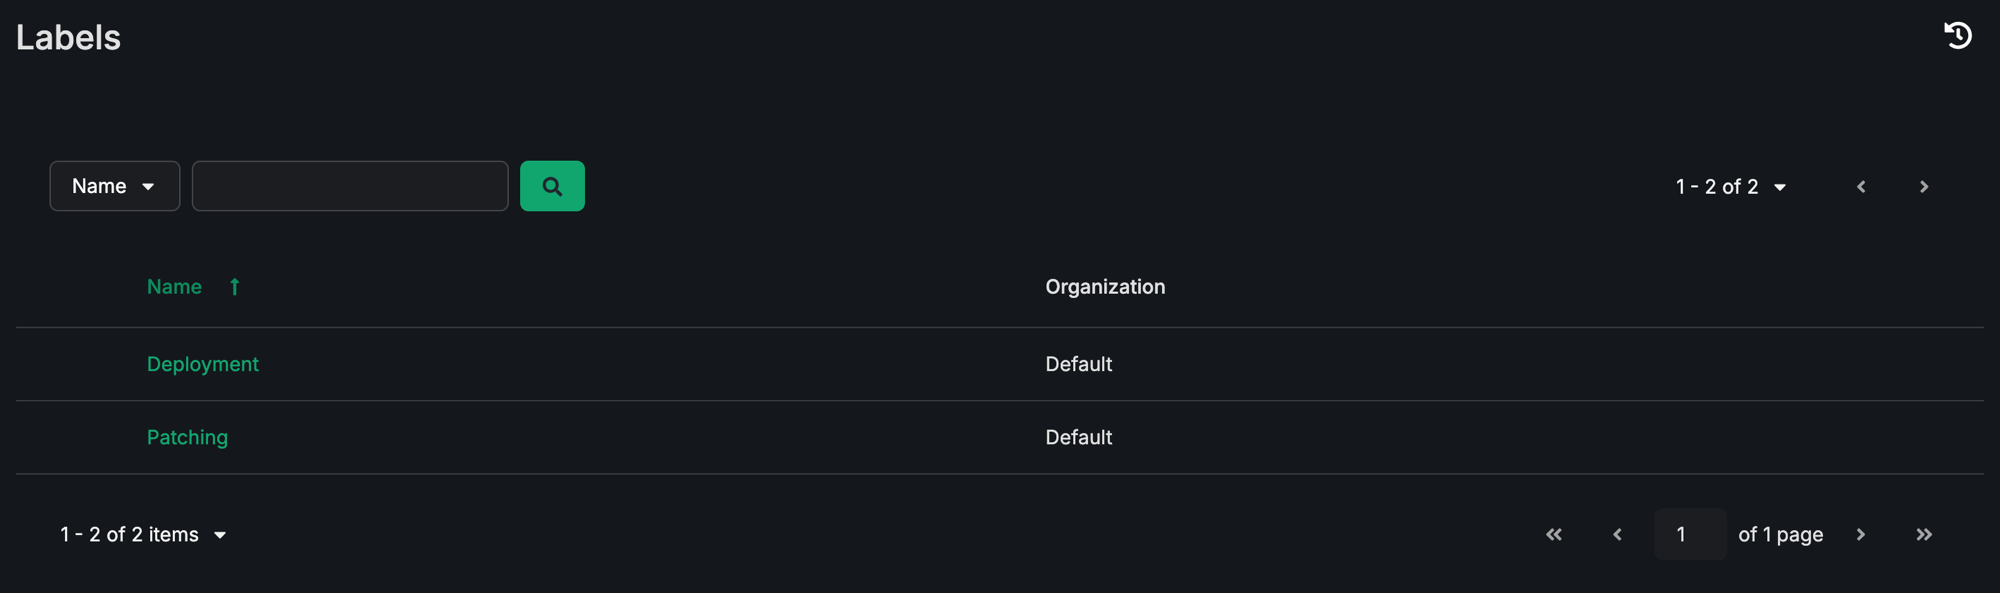 Labels
Name
1 - 2 of 2
Name Organization
Deployment Default
Patching Default
1 - 2 of 2 items
1 of 1 page